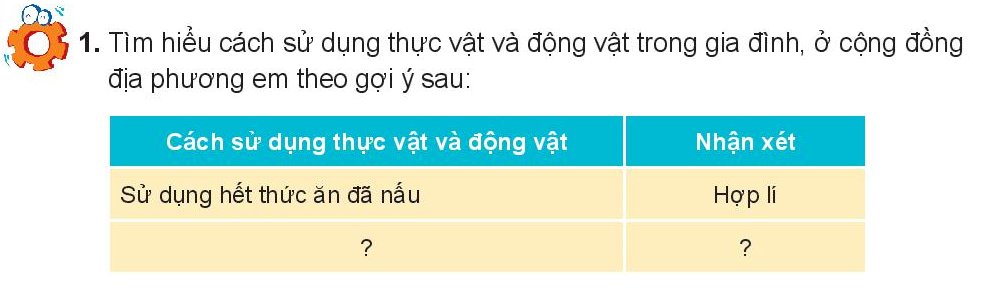 1. Tìm hiểu cách sử dụng thực vật và động vật trong gia đình, ở cộng đồng
địa phương em theo gợi ý sau:
Cách sử dụng thực vật và động vật Nhận xét
Sử dụng hết thức ăn đã nấu Hợp lí
? ?